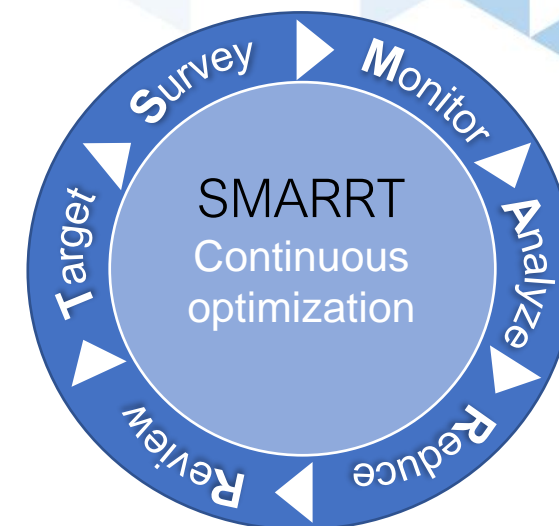 SMARRT
Continuous
optimization
Survey
Monitor
Analyze
Reduce
Review
Target